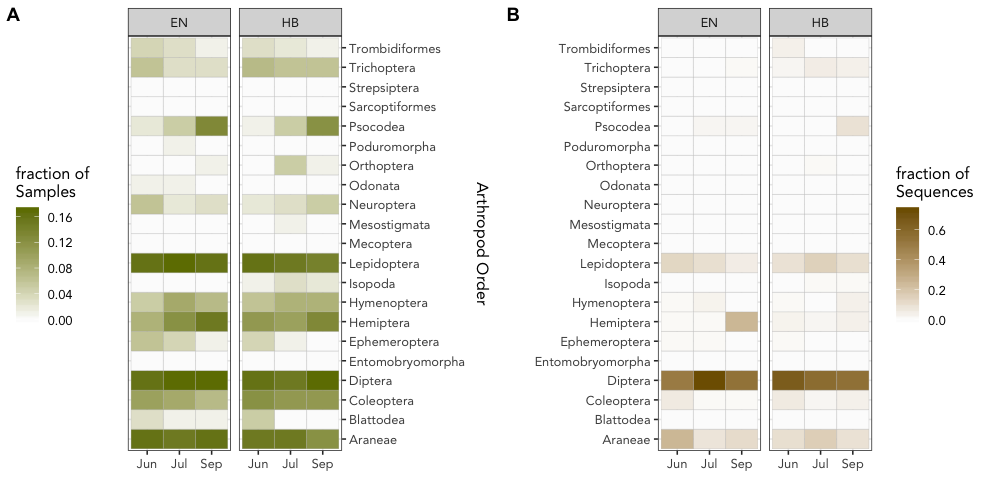 A
EN
HB
Trombidiformes
Trichoptera
Strepsiptera
Sarcoptiformes
Psocodea
Poduromorpha
Orthoptera
Odonata
Neuroptera
Mesostigmata
Mecoptera
Lepidoptera
Isopoda
Hymenoptera
Hemiptera
Ephemeroptera
Entomobryomorpha
Diptera
Coleoptera
Blattodea
Araneae
Jun Jul Sep
Jun Jul Sep
fraction of
Samples
0.16
0.12
0.08
0.04
0.00
Arthropod Order
B
EN
HB
Trombidiformes
Trichoptera
Strepsiptera
Sarcoptiformes
Psocodea
Poduromorpha
Orthoptera
Odonata
Neuroptera
Mesostigmata
Mecoptera
Lepidoptera
Isopoda
Hymenoptera
Hemiptera
Ephemeroptera
Entomobryomorpha
Diptera
Coleoptera
Blattodea
Araneae
Jun Jul Sep
Jun Jul Sep
fraction of
Sequences
0.6
0.4
0.2
0.0